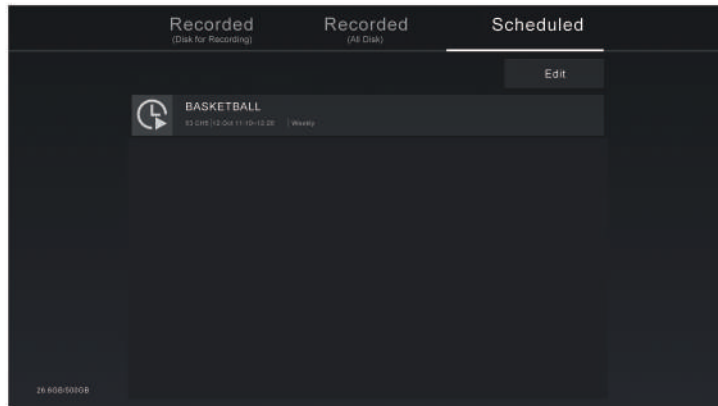 Recorded
(Disk for Recording)
Recorded
(All Disk)
Scheduled
Edit
BASKETBALL
Weekly
26.6GB/500GB